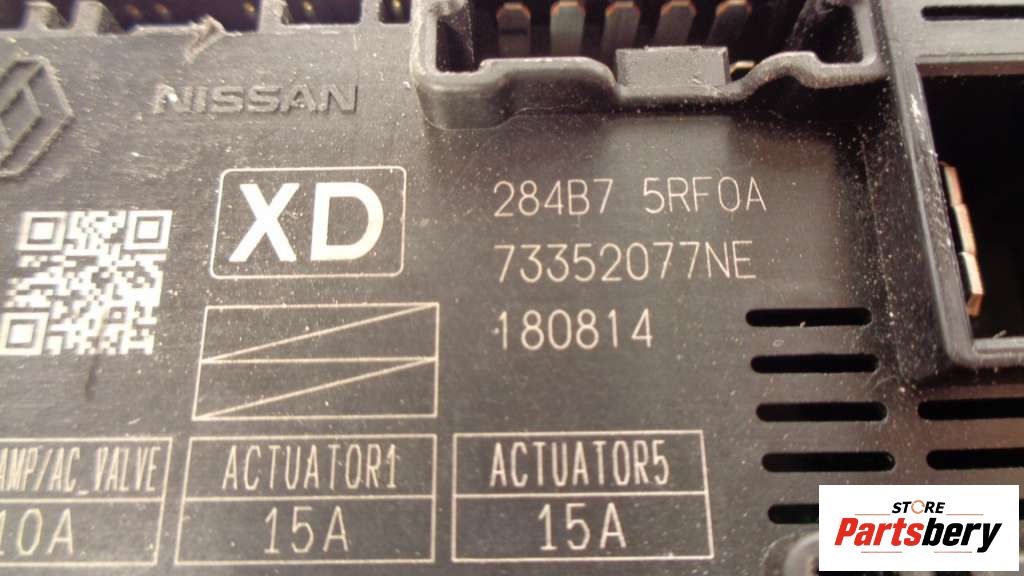 NISSAN
XD
284B7 5RF0A
73352077NE
180814
AMP/AC_VALVE
10A
ACTUATOR1
15A
ACTUATOR5
15A
STORE
Partsbery